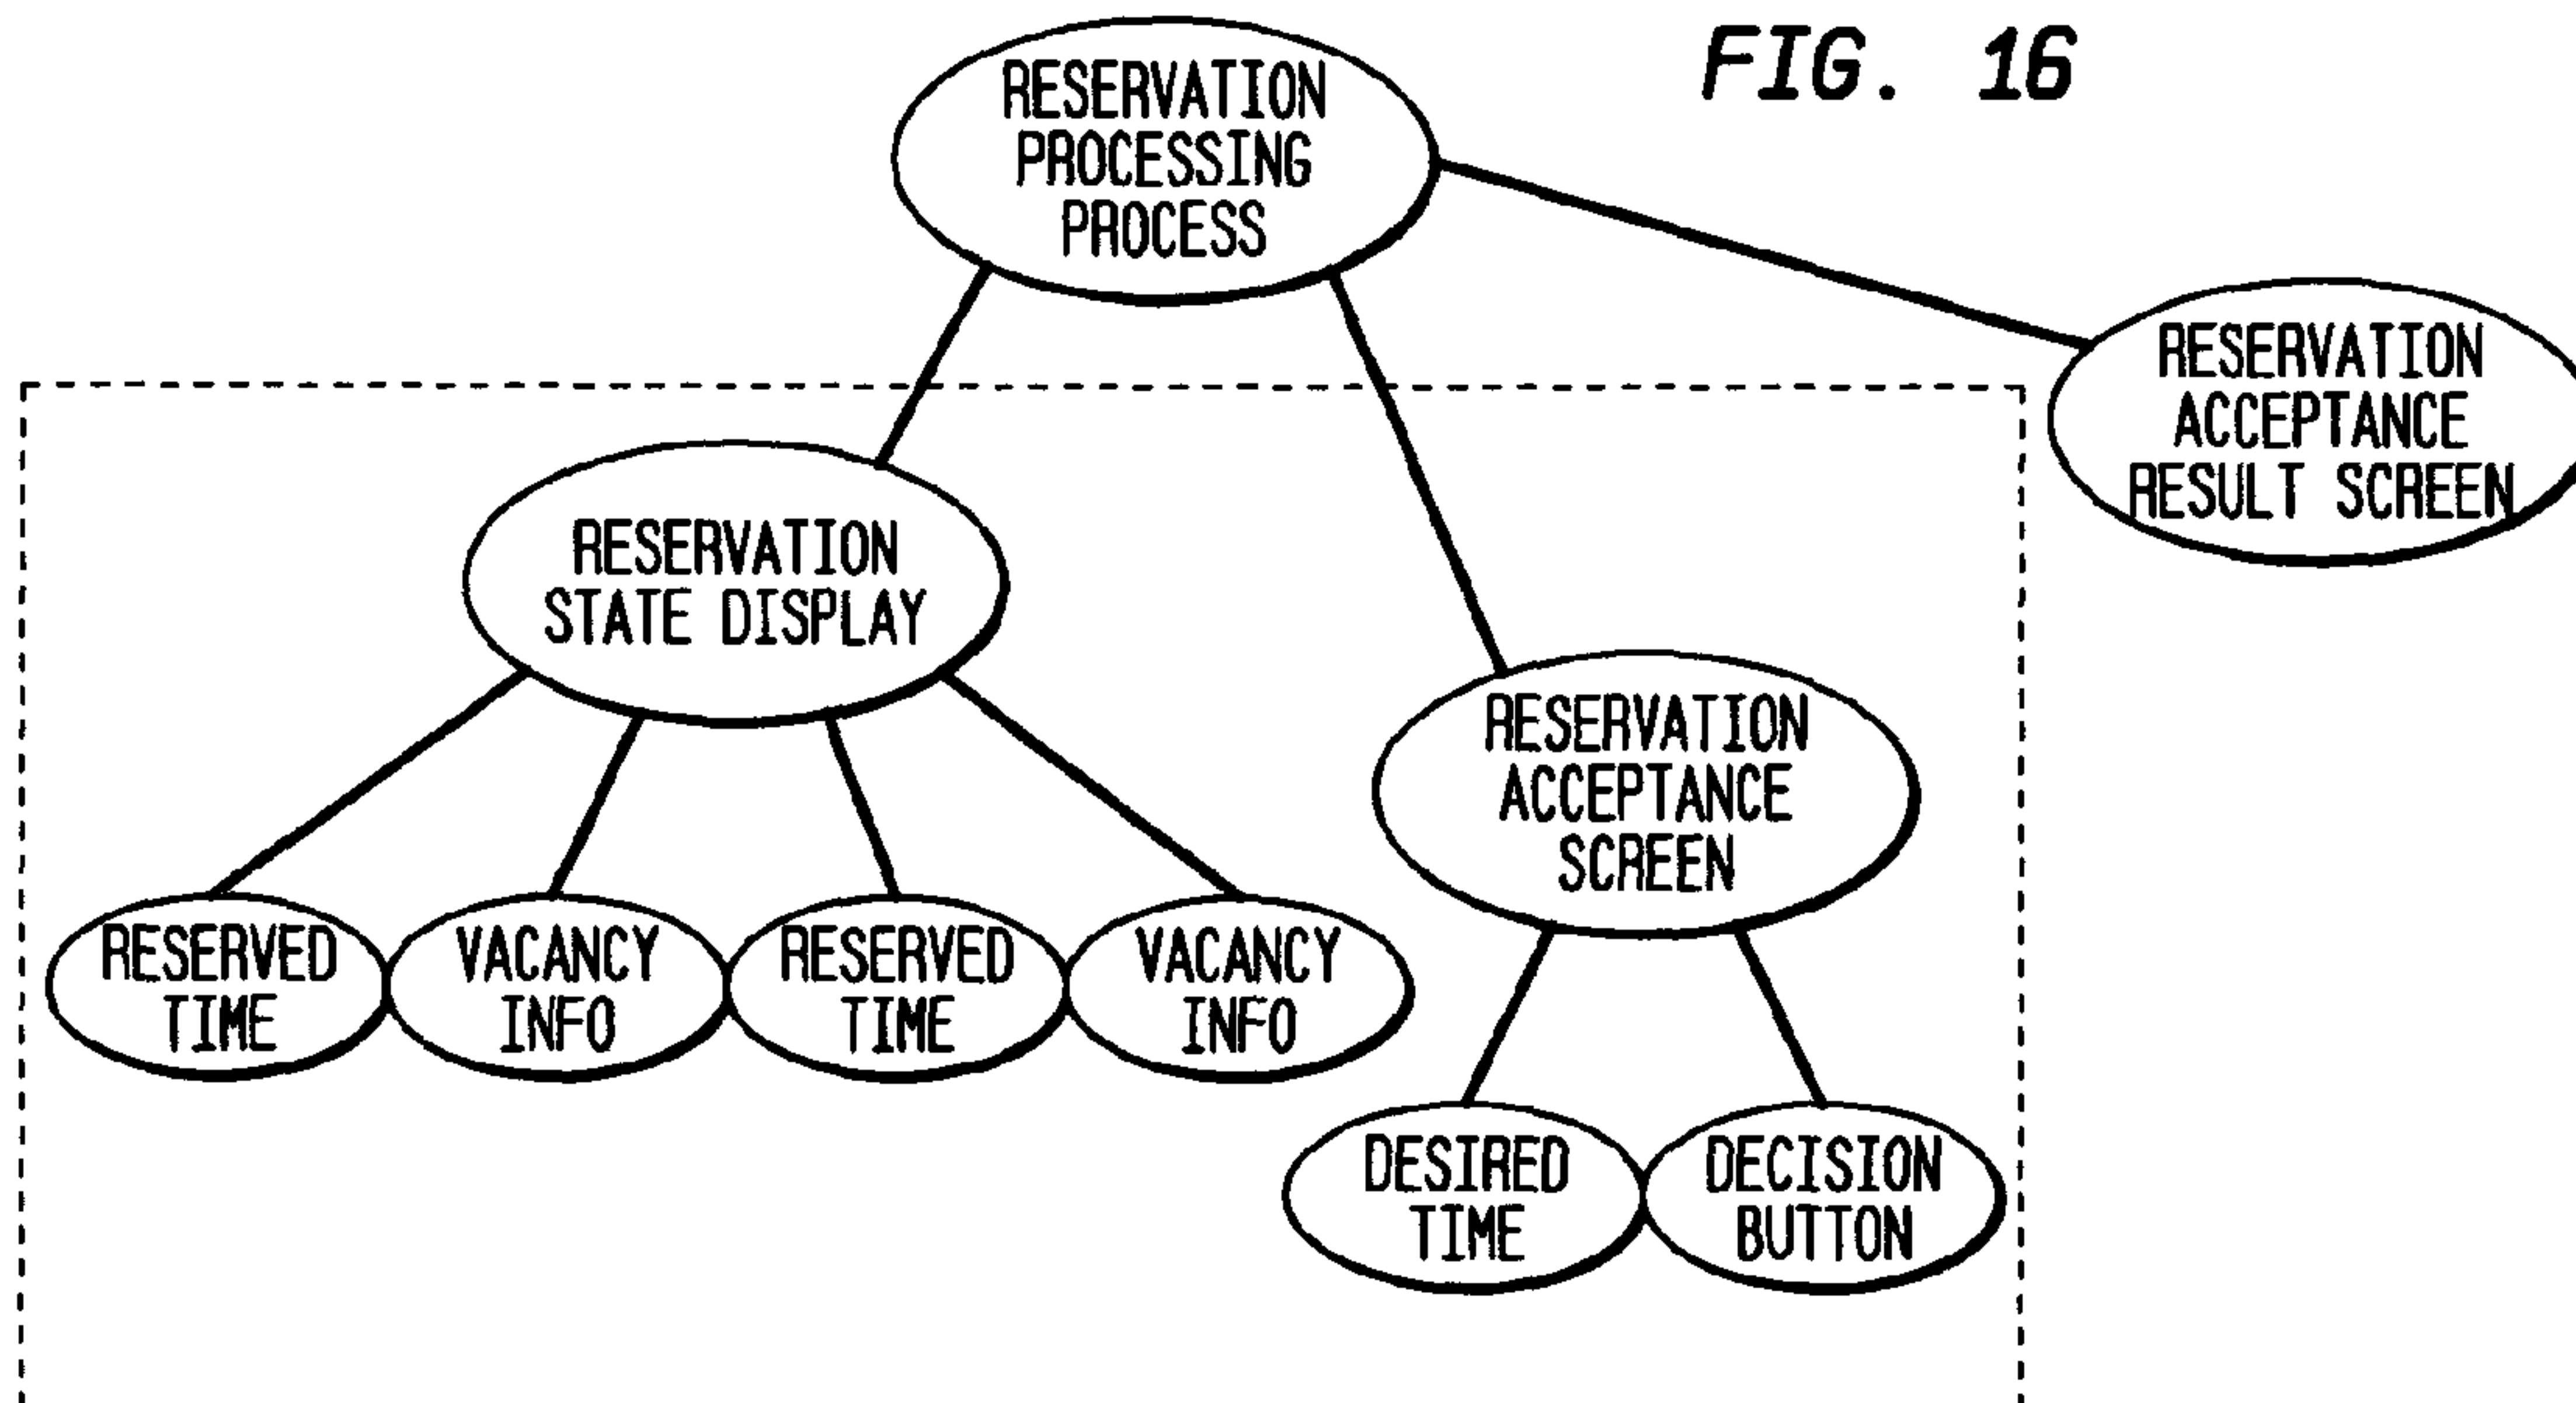 FIG. 16
RESERVATION
PROCESSING
PROCESS
RESERVATION
ACCEPTANCE
RESULT SCREEN
RESERVATION
STATE DISPLAY
RESERVATION
ACCEPTANCE
SCREEN
RESERVED
TIME
VACANCY
INFO
RESERVED
TIME
VACANCY
INFO
DESIRED
TIME
DECISION
BUTTON